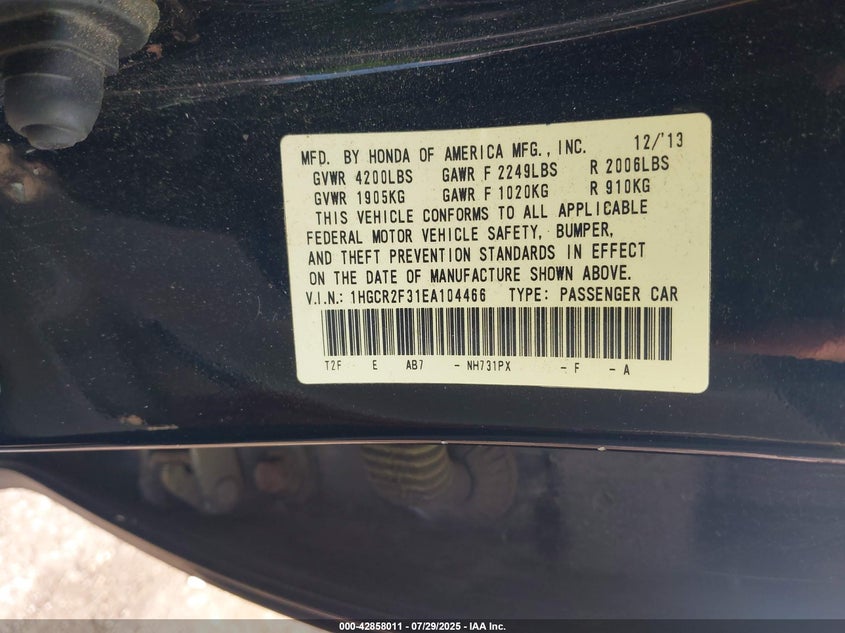 MFD. BY HONDA OF AMERICA MFG., INC. 12/'13
GVWR 4200LBS GAWR F 2249LBS R 2006LBS
GVWR 1905KG GAWR F 1020KG R 910KG
THIS VEHICLE CONFORMS TO ALL APPLICABLE
FEDERAL MOTOR VEHICLE SAFETY, BUMPER,
AND THEFT PREVENTION STANDARDS IN EFFECT
ON THE DATE OF MANUFACTURE SHOWN ABOVE.
V.I.N.: 1HGCR2F31EA104466 TYPE: PASSENGER CAR
T2F E AB7 - NH731PX - F - A
000-42858011 - 07/29/2025 - IAA Inc.